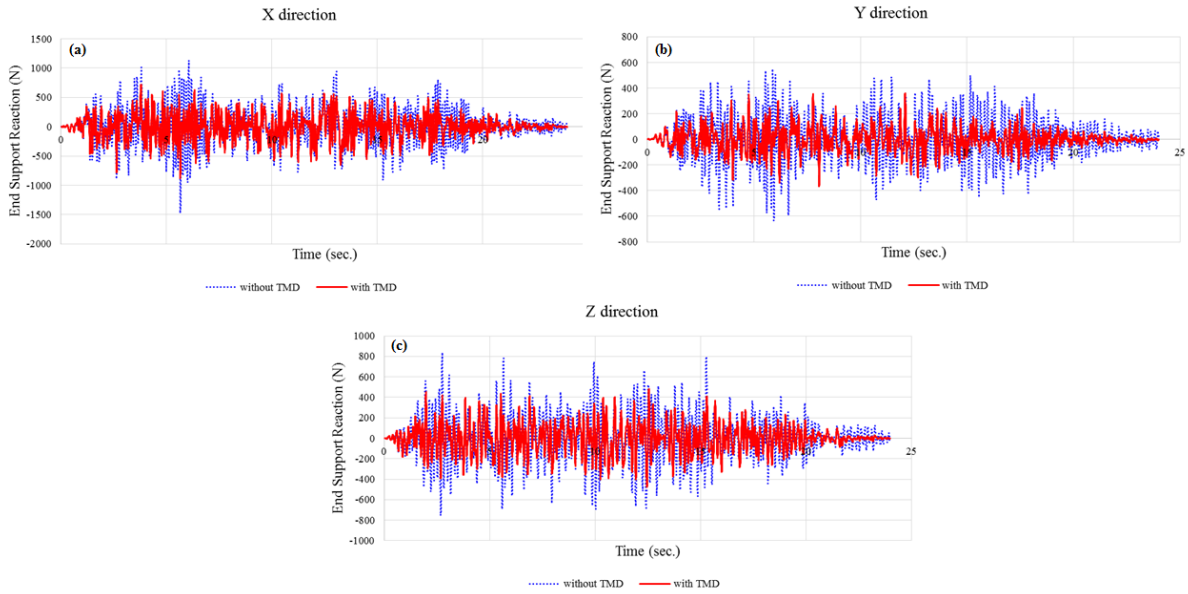 X direction
(a)
1500
1000
500
0
-500
-1000
-1500
-2000
End Support Reaction (N)
Time (sec.)
without TMD with TMD
Y direction
(b)
800
600
400
200
0
-200
-400
-600
-800
0 25
End Support Reaction (N)
Time (sec.)
without TMD with TMD
Z direction
(c)
1000
800
600
400
200
0
-200
-400
-600
-800
-1000
0 25
End Support Reaction (N)
Time (sec.)
without TMD with TMD